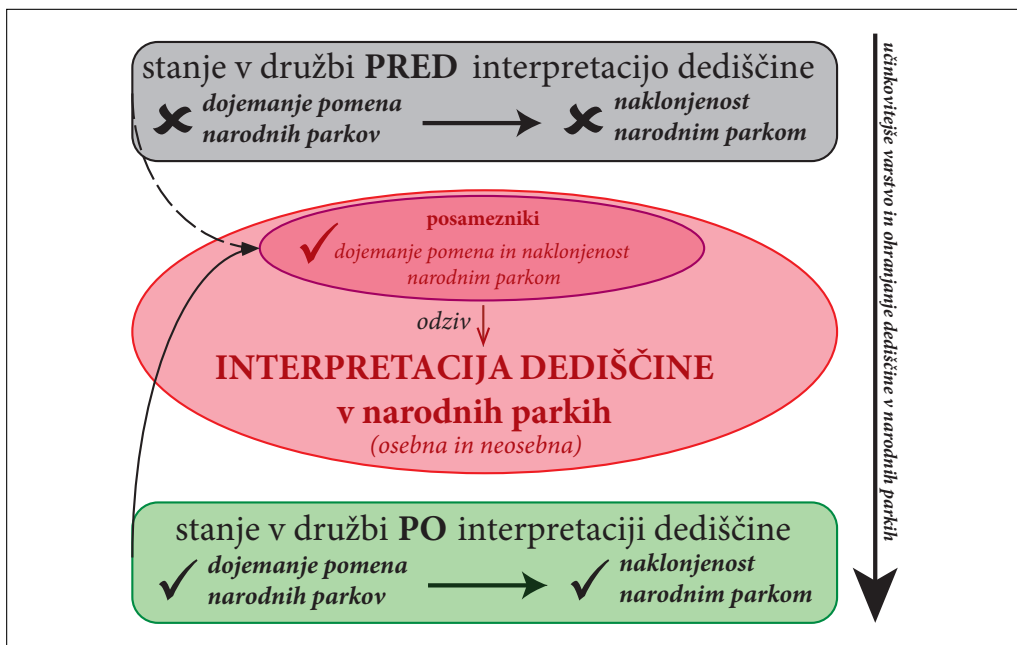 stanje v družbi PRED interpretacijo dediščine
dojemanje pomena
narodnih parkov
naklonjenost
narodnim parkom
posamezniki
dojemanje pomena in naklonjenost
narodnim parkom
odziv
INTERPRETACIJA DEDIŠČINE
v narodnih parkih
(osebna in neosebna)
stanje v družbi PO interpretaciji dediščine
dojemanje pomena
narodnih parkov
naklonjenost
narodnim parkom
učinkovitejše varstvo in ohranjanje dediščine v narodnih parkih